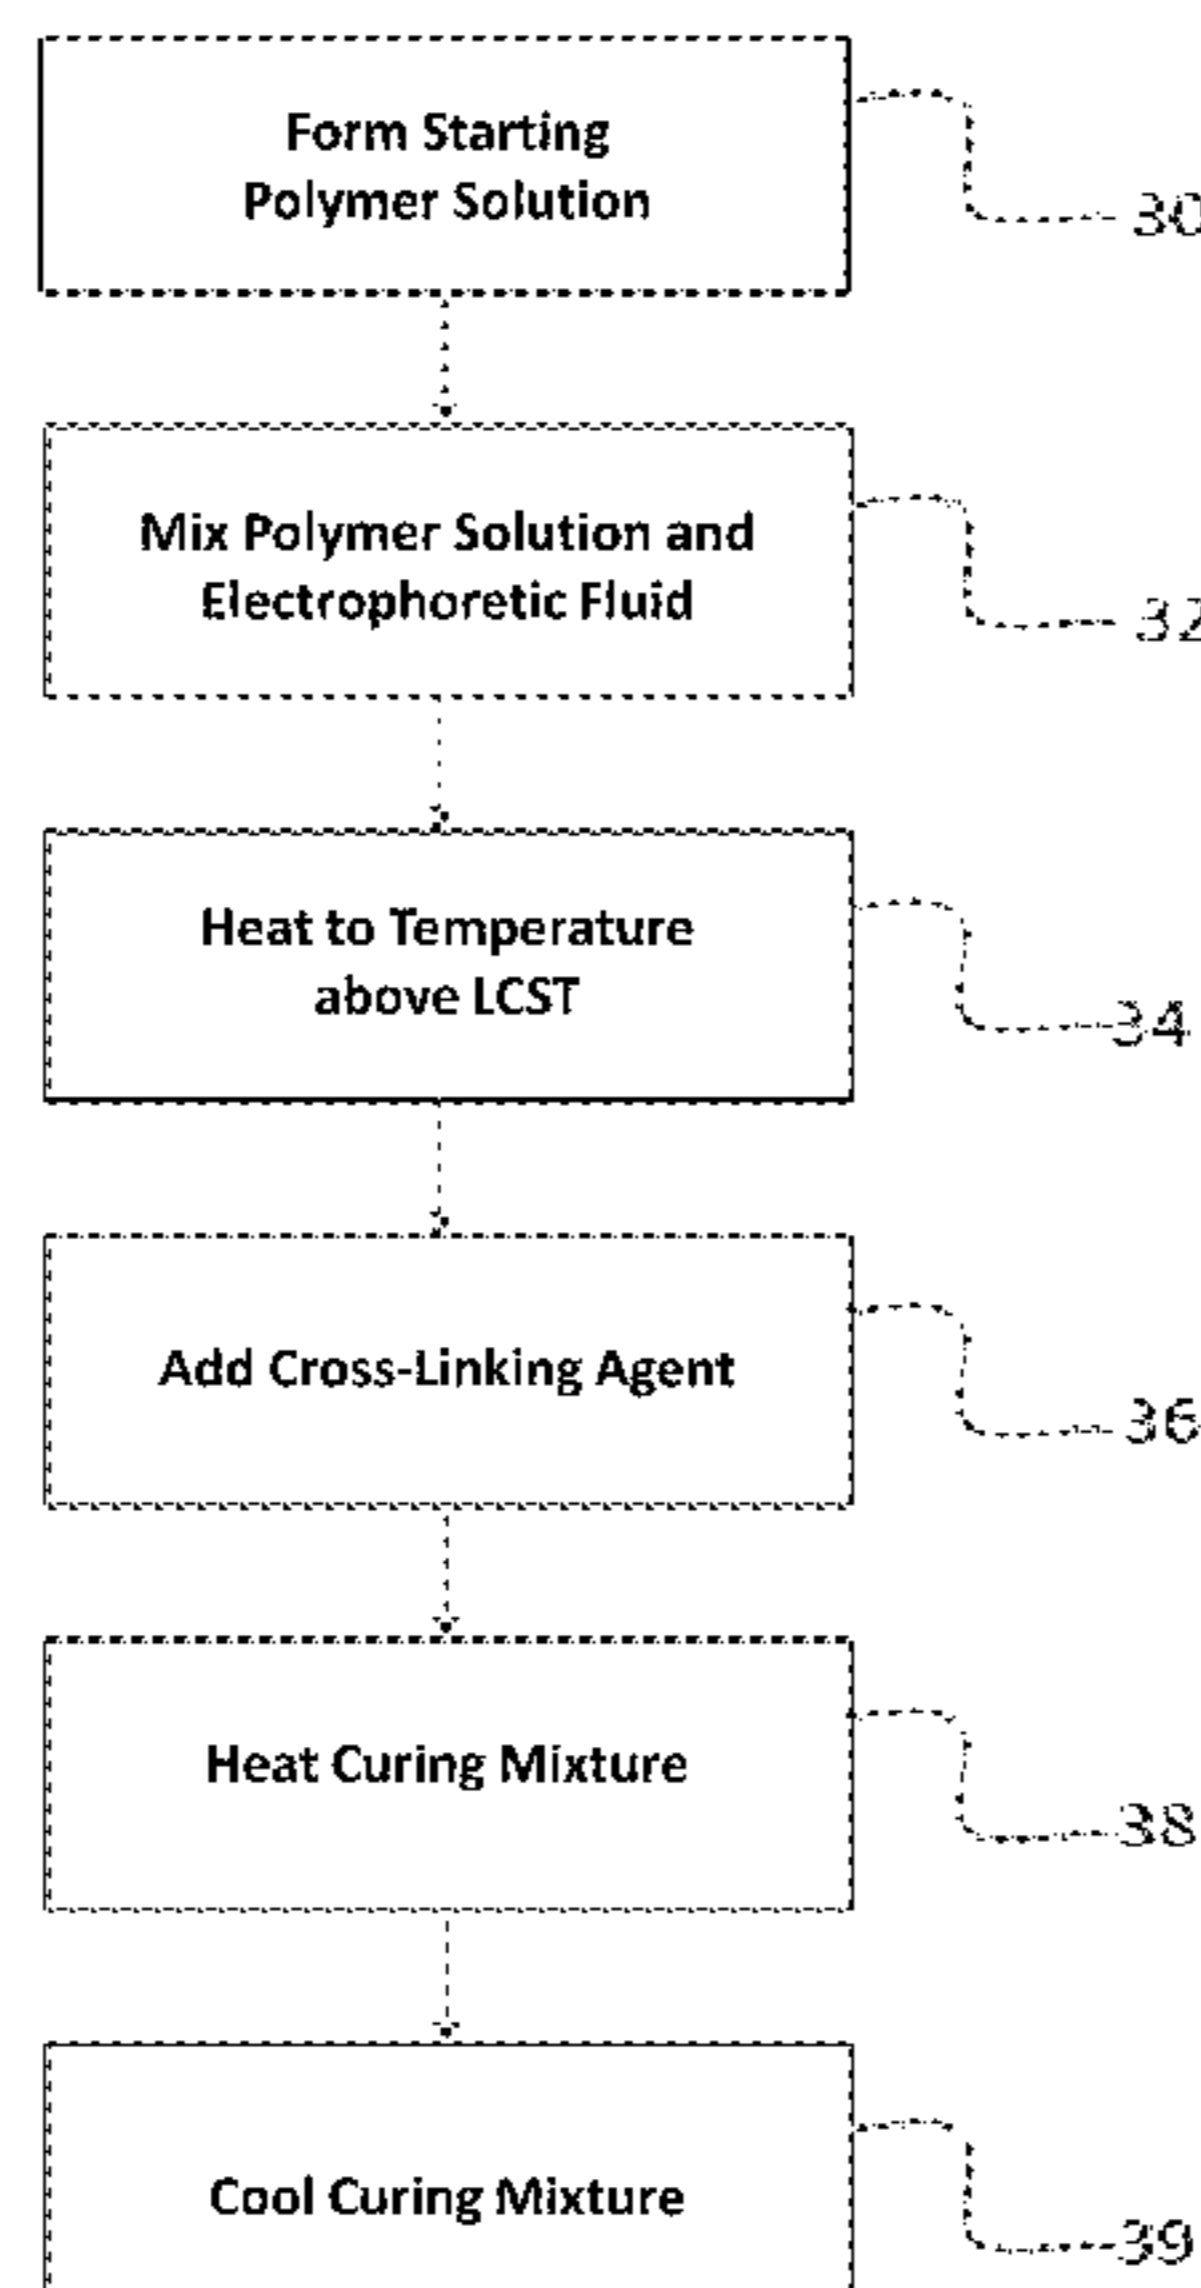 Form Starting
Polymer Solution
30
Mix Polymer Solution and
Electrophoretic Fluid
32
Heat to Temperature
above LCST
34
Add Cross-Linking Agent
36
Heat Curing Mixture
38
Cool Curing Mixture
39